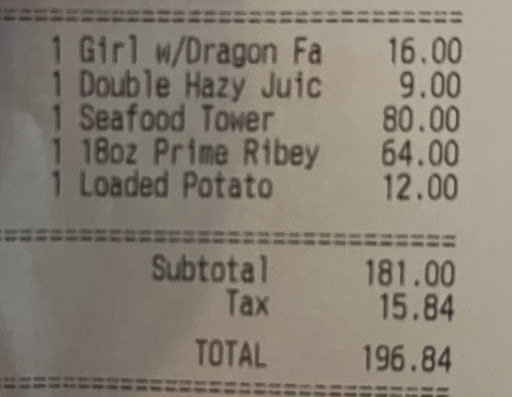 1 Girl w/Dragon Fa 16.00
1 Double Hazy Juic 9.00
1 Seafood Tower 80.00
1 18oz Prime Ribey 64.00
1 Loaded Potato 12.00
Subtotal 181.00
Tax 15.84
TOTAL 196.84